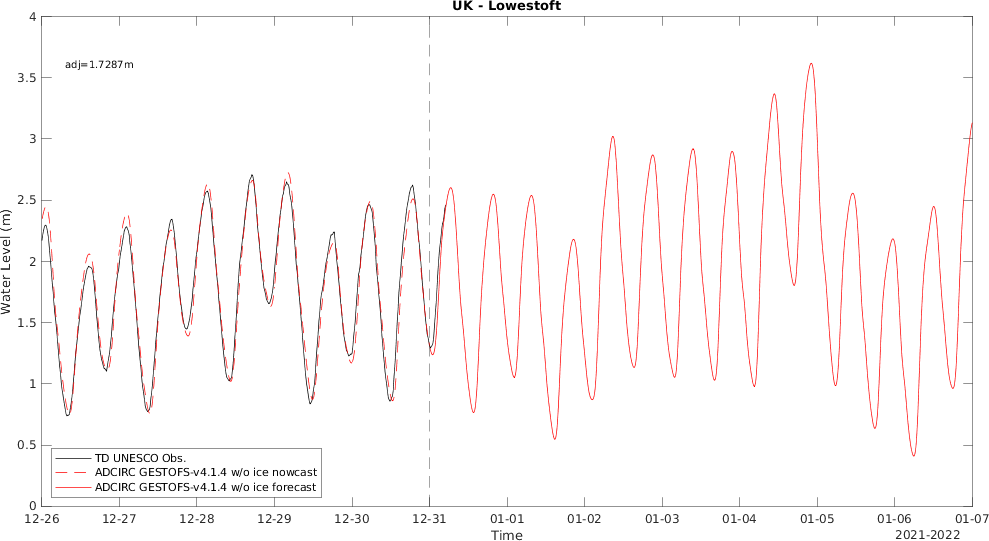 UK - Lowestoft
adj=1.7287m
Water Level (m)
4
3.5
3
2.5
2
1.5
1
0.5
0
TD UNESCO Obs.
ADCIRC GESTOFS-v4.1.4 w/o ice nowcast
ADCIRC GESTOFS-v4.1.4 w/o ice forecast
12-26 12-27 12-28 12-29 12-30 12-31 01-01 01-02 01-03 01-04 01-05 01-06 01-07
Time
2021-2022